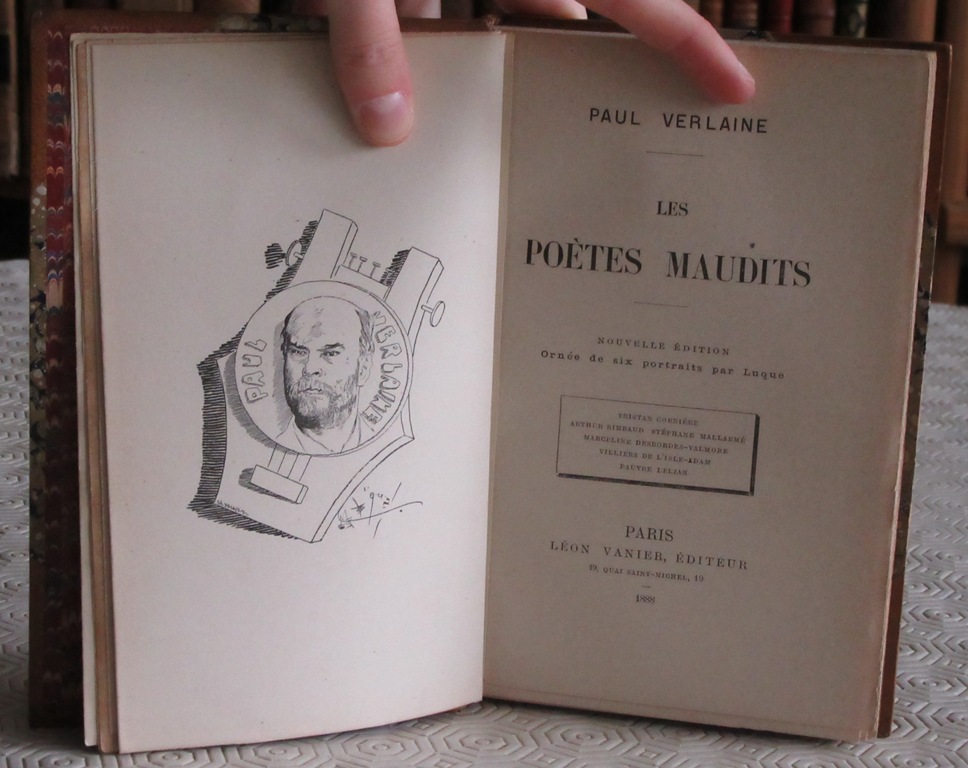 PAUL VERLAINE
PAUL VERLAINE
LES
POÈTES MAUDITS
NOUVELLE ÉDITION
Ornée de six portraits par Luque
TRISTAN CORBIÈRE
ARTHUR RIMBAUD STÉPHANE MALLARMÉ
MARCELINE DESBORDES-VALMORE
VILLIERS DE L'ISLE-ADAM
PAUVRE LELIAN
PARIS
LÉON VANIER, ÉDITEUR
19, QUAI SAINT-MICHEL, 19
1888